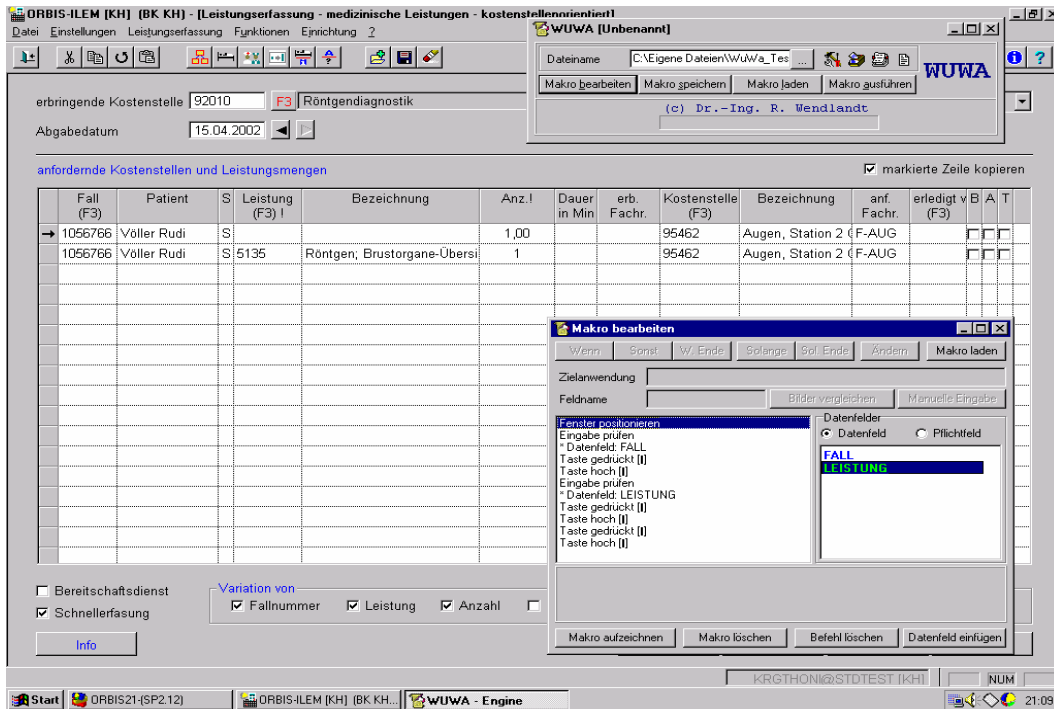 ORBIS-ILEM [KH] (BK KH) - [Leistungserfassung - medizinische Leistungen - kostenstellenorientiert]
Datei Einstellungen Leistungserfassung Funktionen Einrichtung ?
WUWA [Unbenannt]
Dateiname C:\Eigene Dateien\WuWa_Tes ...
WUWA
Makro bearbeiten Makro speichern Makro laden Makro ausführen
(c) Dr.-Ing. R. Wendlandt
erbringende Kostenstelle 92010 F3 Röntgendiagnostik
Abgabedatum 15.04.2002
anfordernde Kostenstellen und Leistungsmengen markierte Zeile kopieren
Fall (F3) Patient S Leistung (F3) ! Bezeichnung Anz.! Dauer in Min erb. Fachr. Kostenstelle (F3) Bezeichnung anf. Fachr. erledigt v (F3) B A T
1056766 Völler Rudi S 1,00 95462 Augen, Station 2 ( F-AUG
1056766 Völler Rudi S 5135 Röntgen; Brustorgane-Übersi 1 95462 Augen, Station 2 ( F-AUG
Makro bearbeiten
Wenn Sonst W. Ende Solange Sol. Ende Ändern Makro laden
Zielanwendung
Feldname Bilder vergleichen Manuelle Eingabe
Fenster positionieren
Eingabe prüfen
* Datenfeld: FALL
Taste gedrückt [I]
Taste hoch [I]
Eingabe prüfen
* Datenfeld: LEISTUNG
Taste gedrückt [I]
Taste hoch [I]
Taste gedrückt [I]
Taste hoch [I]
Datenfelder
Datenfeld Pflichtfeld
FALL
LEISTUNG
Makro aufzeichnen Makro löschen Befehl löschen Datenfeld einfügen
Bereitschaftsdienst
Schnellerfasung
Variation von
Fallnummer Leistung Anzahl
Info
KRGTHONI@STDTEST [KH] NUM
Start ORBIS21-(SP2.12) ORBIS-ILEM [KH] (BK KH... WUWA - Engine 21:09